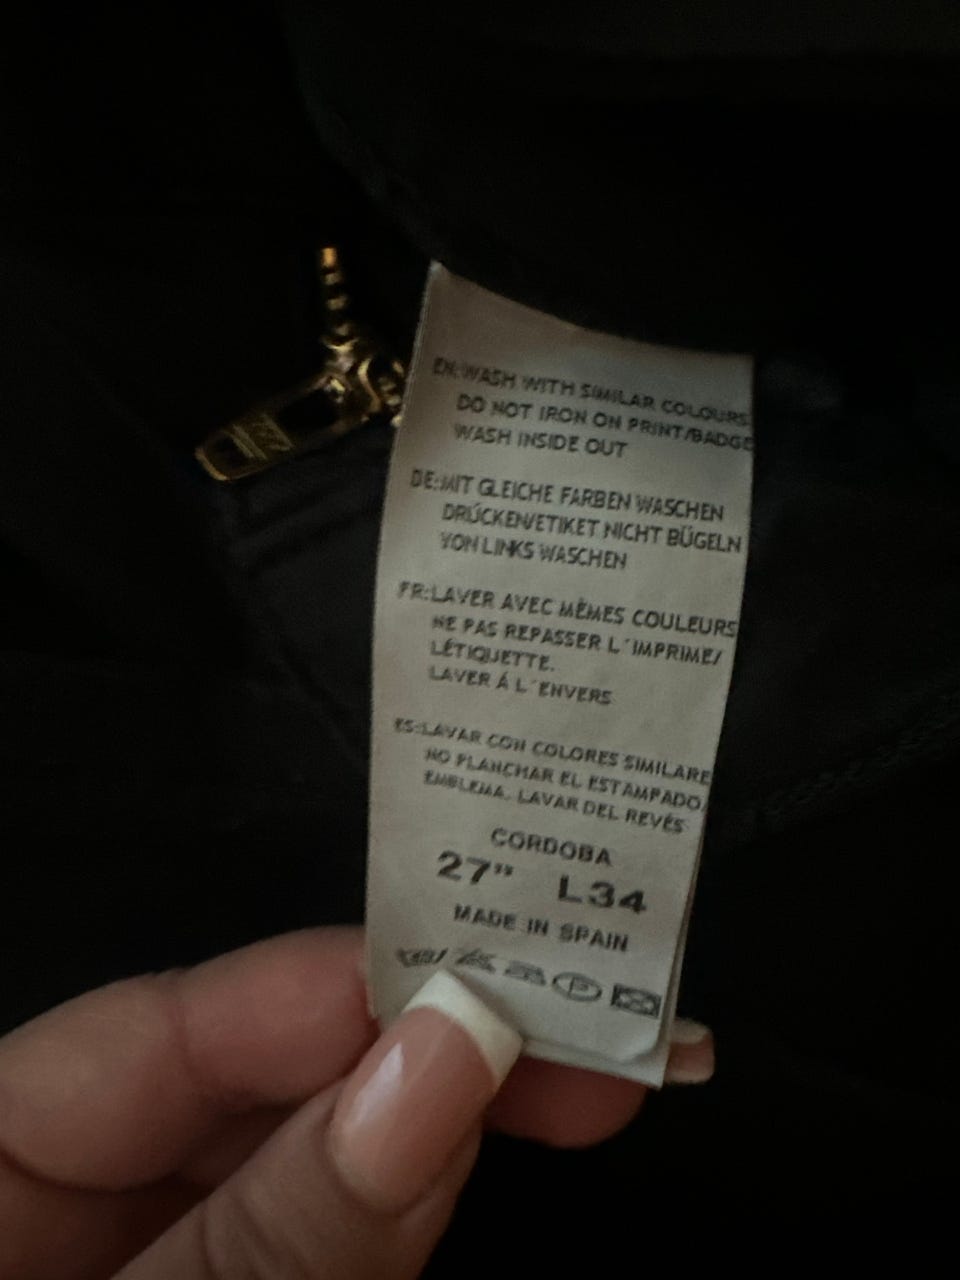 EN:WASH WITH SIMILAR COLOURS
DO NOT IRON ON PRINT/BADGE
WASH INSIDE OUT
DE:MIT GLEICHE FARBEN WASCHEN
DRÚCKEN/ETIKET NICHT BÜGELN
VON LINKS WASCHEN
FR:LAVER AVEC MÊMES COULEURS
NE PAS REPASSER L´IMPRIME/
LÉTIQUETTE.
LAVER Á L´ENVERS
ES:LAVAR CON COLORES SIMILARE
NO PLANCHAR EL ESTAMPADO/
EMBLEMA. LAVAR DEL REVÉS
CORDOBA
27" L34
MADE IN SPAIN
P